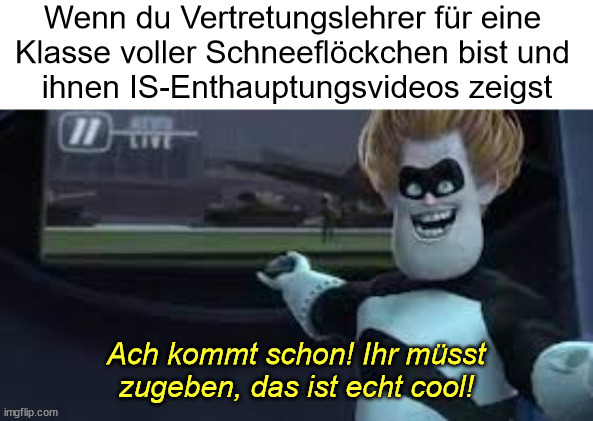 Wenn du Vertretungslehrer für eine
Klasse voller Schneeflöckchen bist und
ihnen IS-Enthauptungsvideos zeigst
LIVE
Ach kommt schon! Ihr müsst
zugeben, das ist echt cool!
imgflip.com